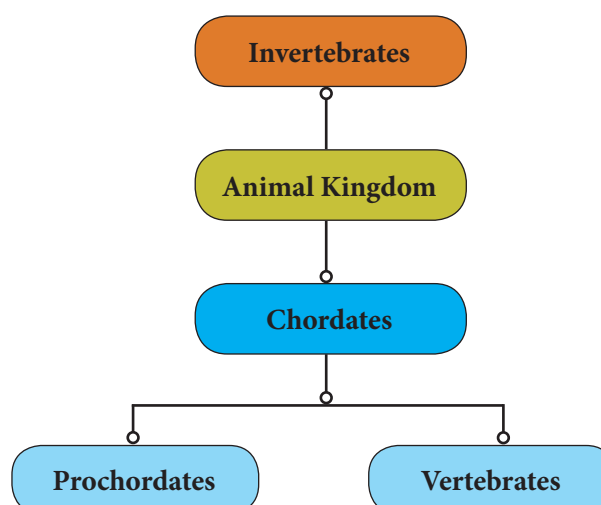 Invertebrates
Animal Kingdom
Chordates
Prochordates
Vertebrates